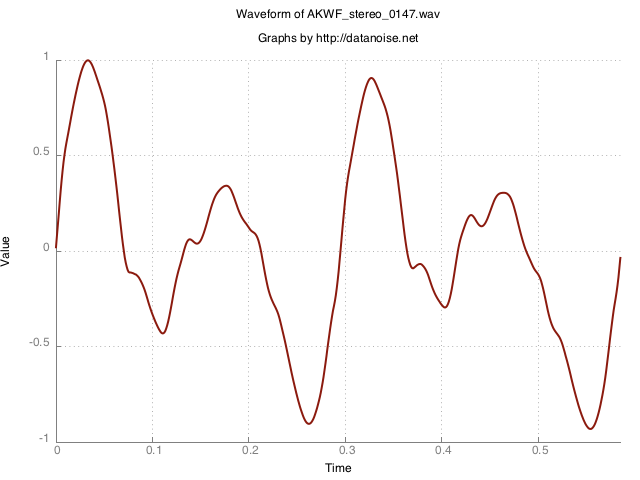 Waveform of AKWF_stereo_0147.wav
Graphs by http://datanoise.net
1
0.5
0
-0.5
-1
Value
0 0.1 0.2 0.3 0.4 0.5
Time